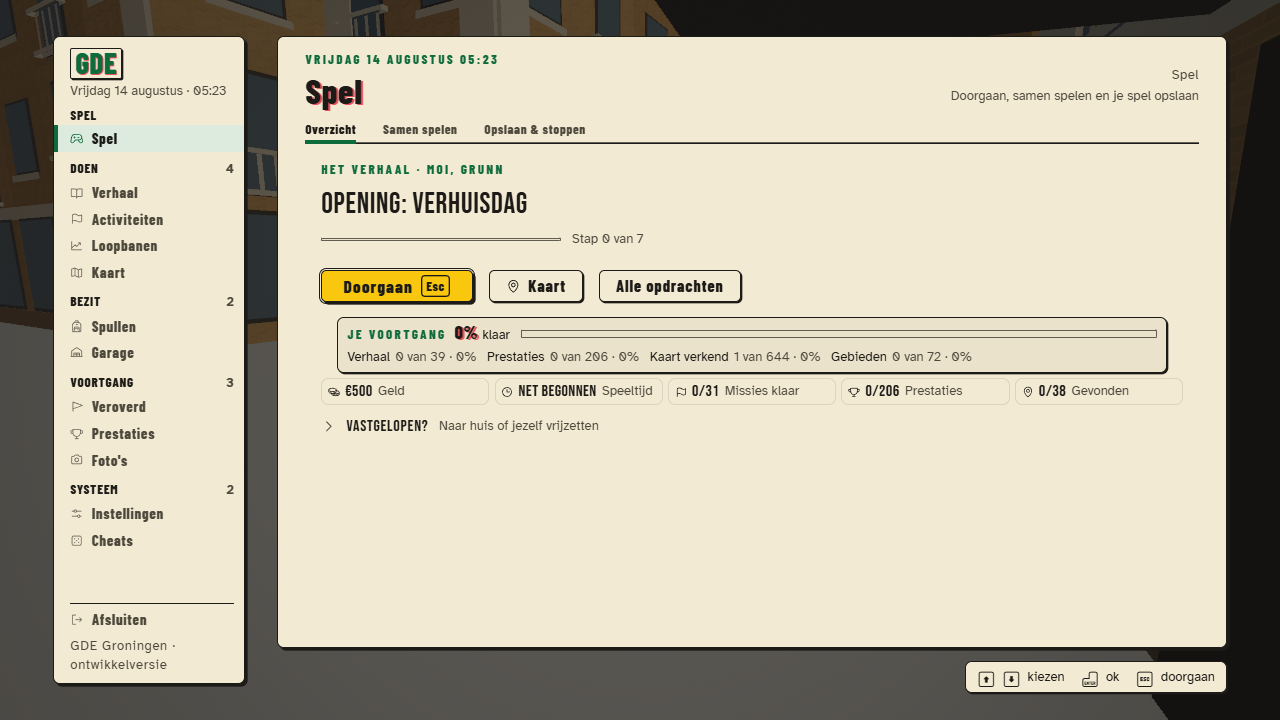 GDE
Vrijdag 14 augustus · 05:23
SPEL
Spel
DOEN 4
Verhaal
Activiteiten
Loopbanen
Kaart
BEZIT 2
Spullen
Garage
VOORTGANG 3
Veroverd
Prestaties
Foto's
SYSTEEM 2
Instellingen
Cheats
Afsluiten
GDE Groningen ·
ontwikkelversie
VRIJDAG 14 AUGUSTUS 05:23
Spel
Spel
Doorgaan, samen spelen en je spel opslaan
Overzicht Samen spelen Opslaan & stoppen
HET VERHAAL · MOI, GRUNN
OPENING: VERHUISDAG
Stap 0 van 7
Doorgaan Esc Kaart Alle opdrachten
JE VOORTGANG 0% klaar
Verhaal 0 van 39 · 0% Prestaties 0 van 206 · 0% Kaart verkend 1 van 644 · 0% Gebieden 0 van 72 · 0%
€500 Geld NET BEGONNEN Speeltijd 0/31 Missies klaar 0/206 Prestaties 0/38 Gevonden
VASTGELOPEN? Naar huis of jezelf vrijzetten
kiezen ENTER ok ESC doorgaan